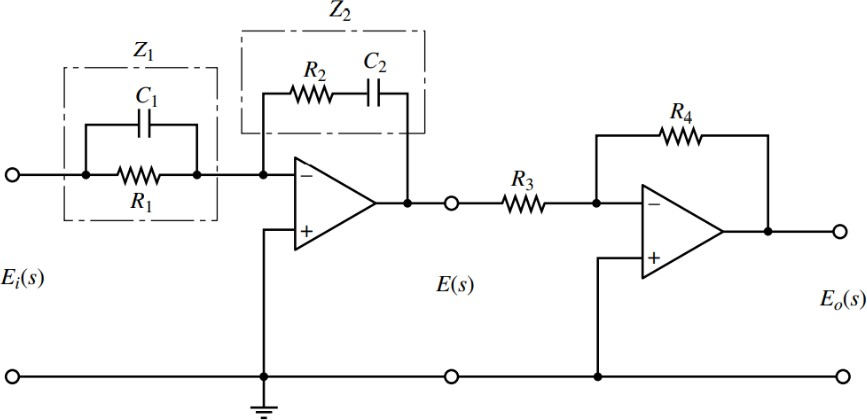 Z2
Z1
R2
C2
C1
R4
R3
R1
−
+
−
+
Ei(s)
E(s)
Eo(s)